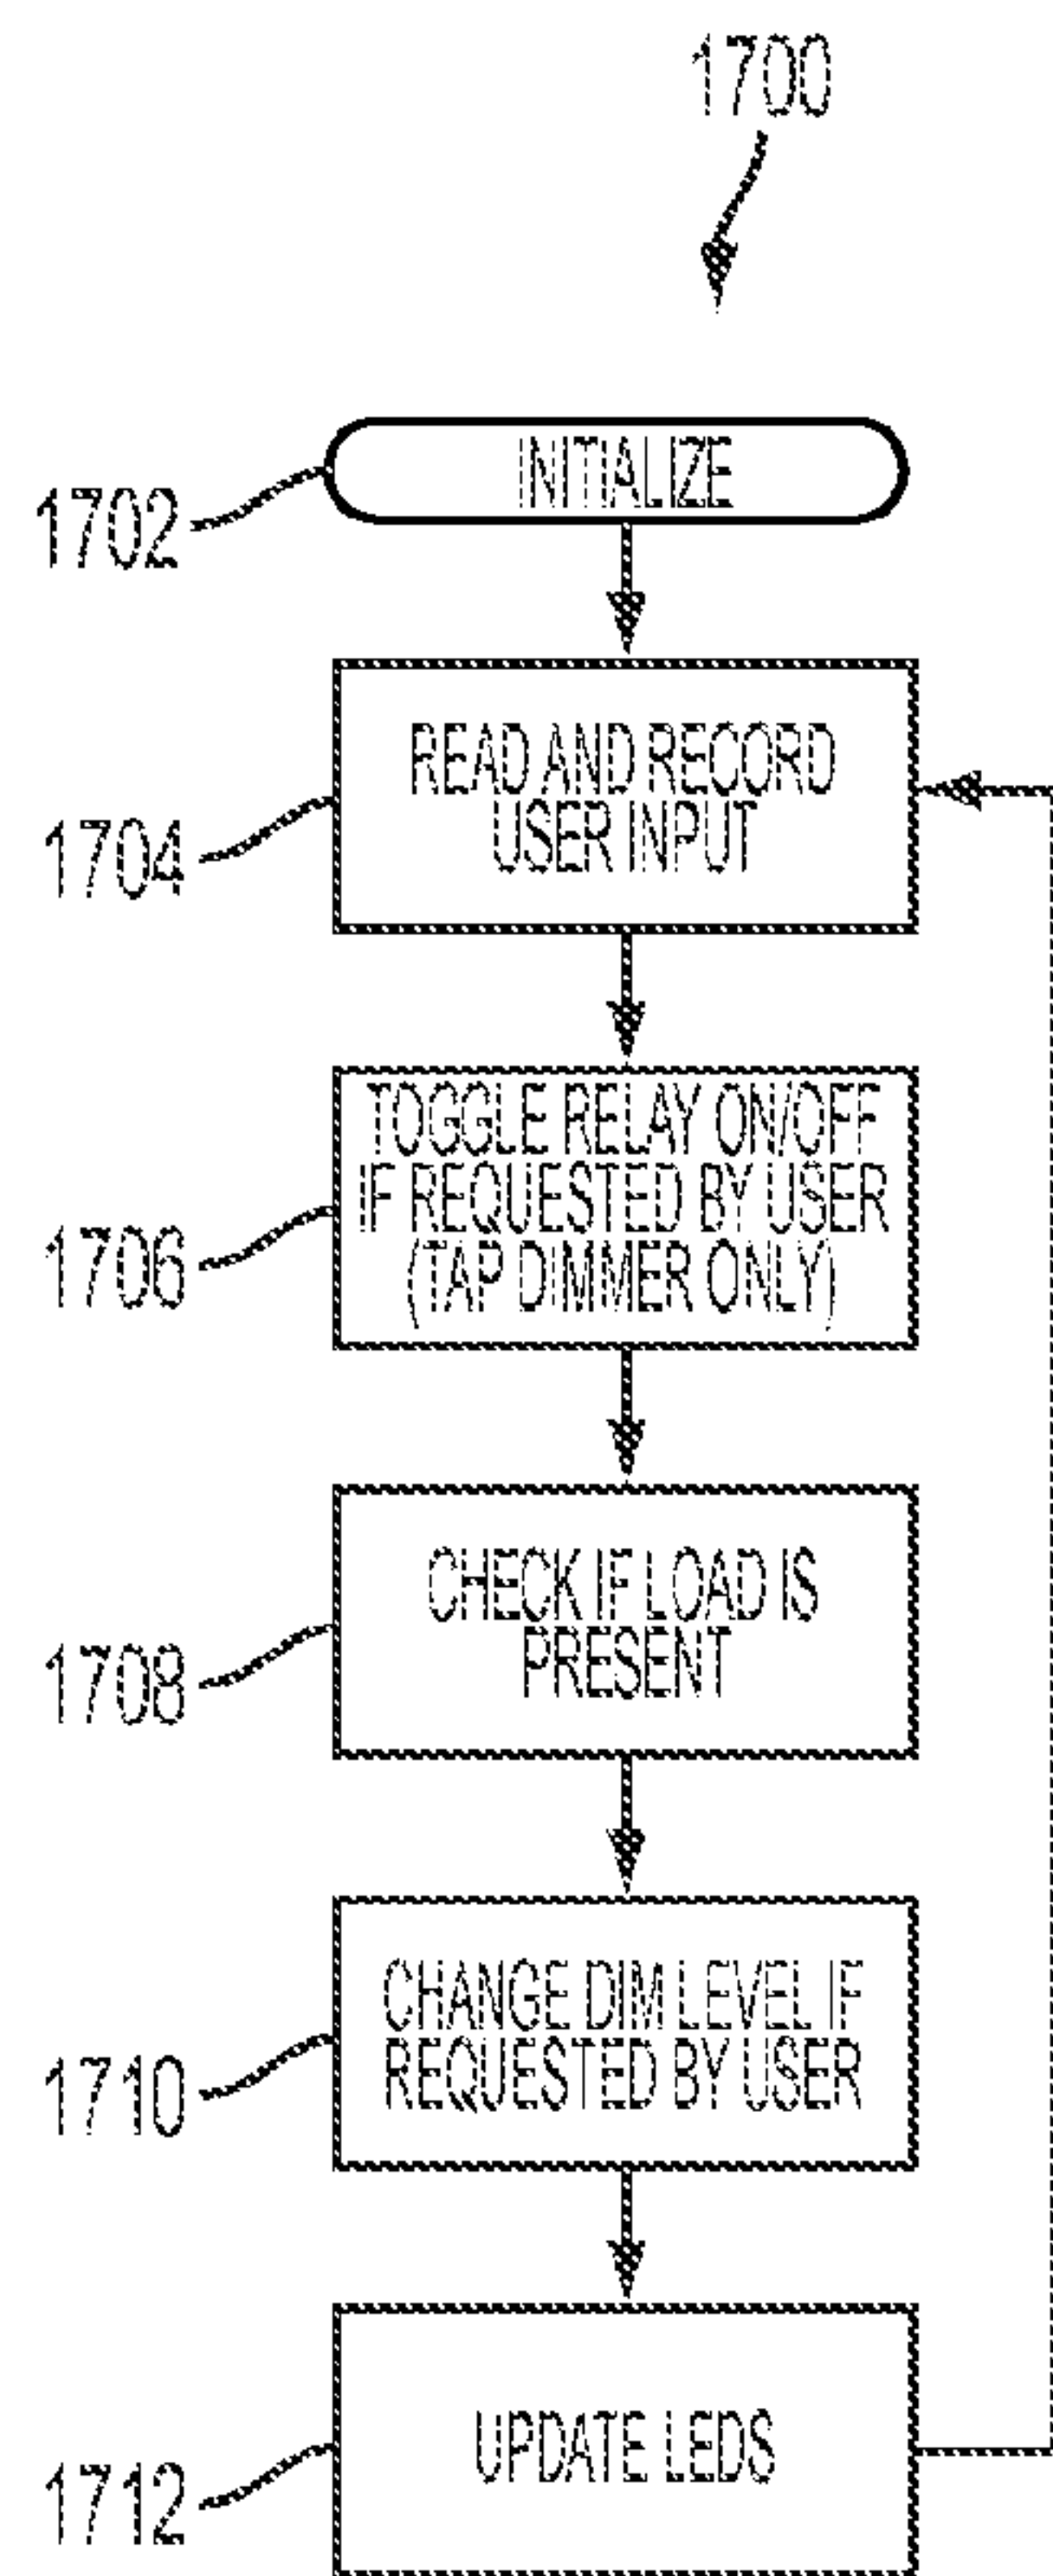 1700
INITIALIZE
1702
READ AND RECORD
USER INPUT
1704
TOGGLE RELAY ON/OFF
IF REQUESTED BY USER
(TAP DIMMER ONLY)
1706
CHECK IF LOAD IS
PRESENT
1708
CHANGE DIM LEVEL IF
REQUESTED BY USER
1710
UPDATE LEDS
1712